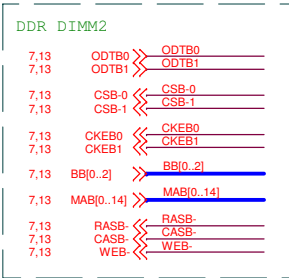 DDR DIMM2
7,13 ODTB0 ODTB0
7,13 ODTB1 ODTB1
7,13 CSB-0 CSB-0
7,13 CSB-1 CSB-1
7,13 CKEB0 CKEB0
7,13 CKEB1 CKEB1
7,13 BB[0..2] BB[0..2]
7,13 MAB[0..14] MAB[0..14]
7,13 RASB- RASB-
7,13 CASB- CASB-
7,13 WEB- WEB-